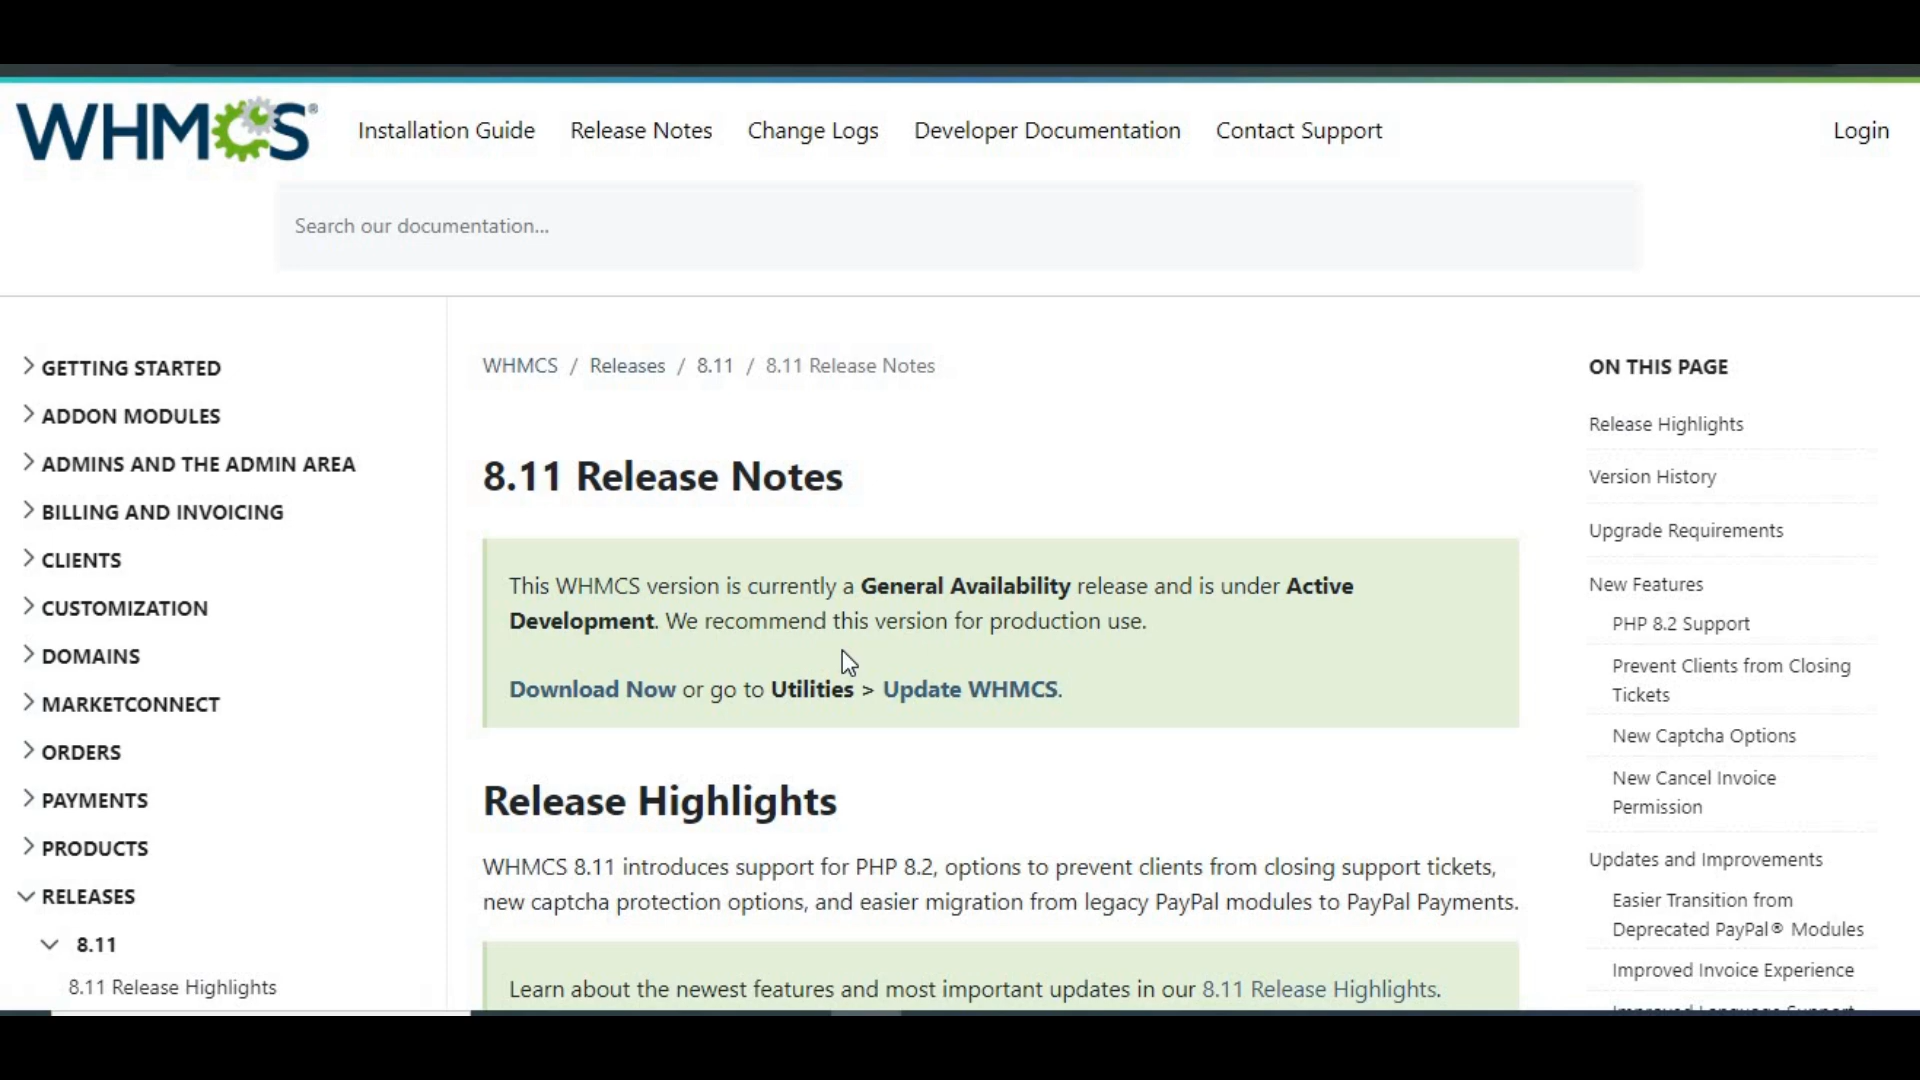 WHMCS®
Installation Guide
Release Notes
Change Logs
Developer Documentation
Contact Support
Login
Search our documentation...
GETTING STARTED
ADDON MODULES
ADMINS AND THE ADMIN AREA
BILLING AND INVOICING
CLIENTS
CUSTOMIZATION
DOMAINS
MARKETCONNECT
ORDERS
PAYMENTS
PRODUCTS
RELEASES
8.11
8.11 Release Highlights
WHMCS / Releases / 8.11 / 8.11 Release Notes
8.11 Release Notes
This WHMCS version is currently a General Availability release and is under Active
Development. We recommend this version for production use.
Download Now or go to Utilities > Update WHMCS.
Release Highlights
WHMCS 8.11 introduces support for PHP 8.2, options to prevent clients from closing support tickets,
new captcha protection options, and easier migration from legacy PayPal modules to PayPal Payments.
Learn about the newest features and most important updates in our 8.11 Release Highlights.
ON THIS PAGE
Release Highlights
Version History
Upgrade Requirements
New Features
PHP 8.2 Support
Prevent Clients from Closing
Tickets
New Captcha Options
New Cancel Invoice
Permission
Updates and Improvements
Easier Transition from
Deprecated PayPal® Modules
Improved Invoice Experience
Improved Language Support